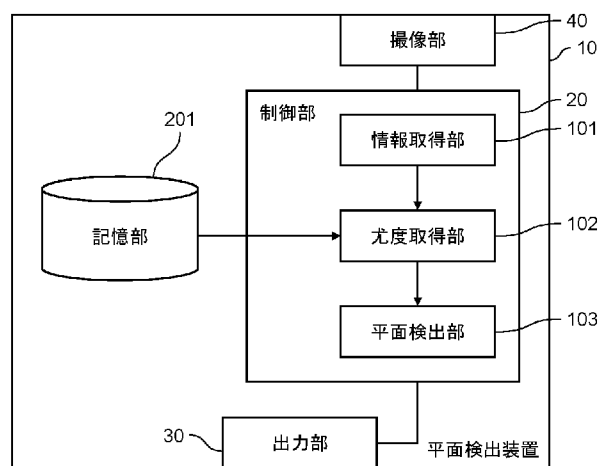 40
撮像部
10
20
制御部
101
情報取得部
201
記憶部
102
尤度取得部
103
平面検出部
30
出力部
平面検出装置